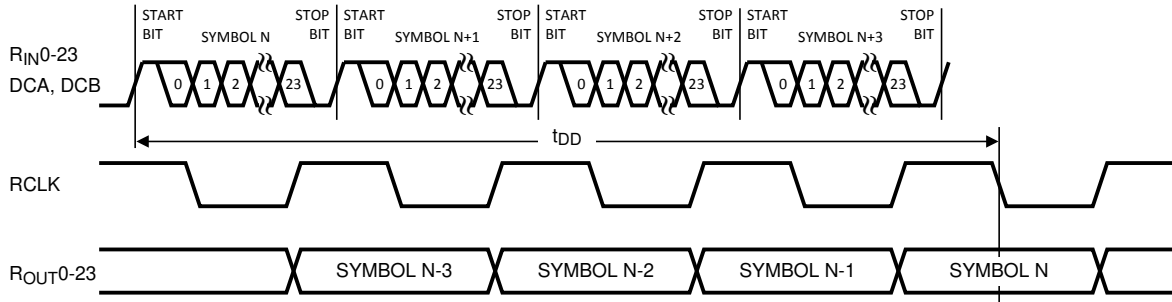 START BIT SYMBOL N STOP BIT START BIT SYMBOL N+1 STOP BIT START BIT SYMBOL N+2 STOP BIT START BIT SYMBOL N+3 STOP BIT
RIN0-23
DCA, DCB
0 1 2 23 0 1 2 23 0 1 2 23 0 1 2 23
tDD
RCLK
ROUT0-23 SYMBOL N-3 SYMBOL N-2 SYMBOL N-1 SYMBOL N